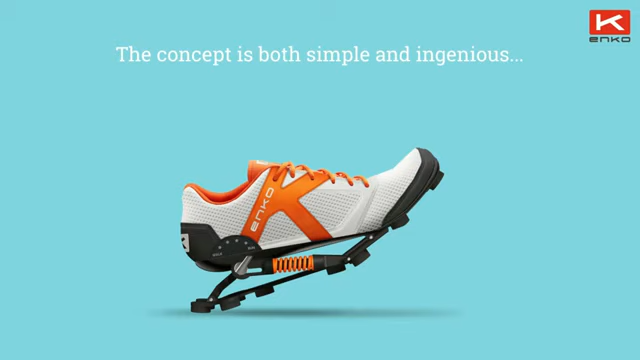 The concept is both simple and ingenious...
K
enko
enko